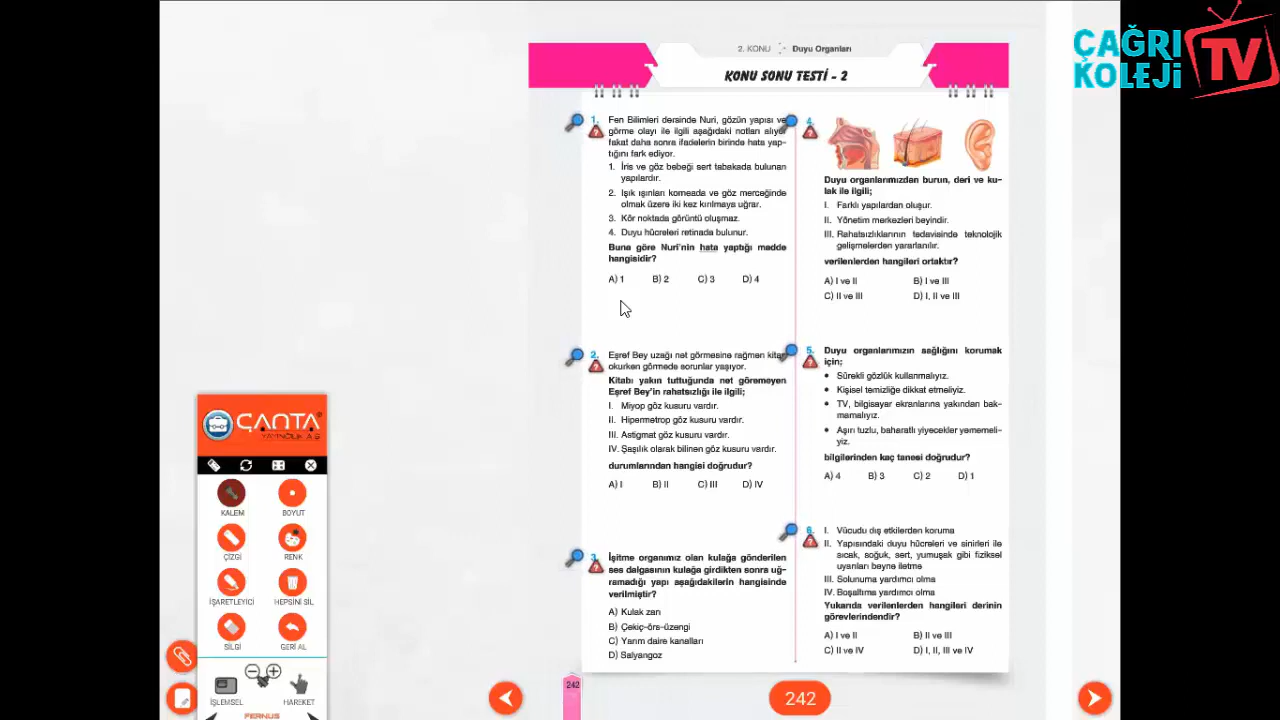 ÇAĞRI
KOLEJİ
TV
2. KONU
Duyu Organları
KONU SONU TESTİ - 2
1.
Fen Bilimleri dersinde Nuri, gözün yapısı ve
görme olayı ile ilgili aşağıdaki notları alıyor
fakat daha sonra ifadelerin birinde hata yap-
tığını fark ediyor.
1. İris ve göz bebeği sert tabakada bulunan
yapılardır.
2. Işık ışınları korneada ve göz merceğinde
olmak üzere iki kez kırılmaya uğrar.
3. Kör noktada görüntü oluşmaz.
4. Duyu hücreleri retinada bulunur.
Buna göre Nuri'nin hata yaptığı madde
hangisidir?
A) 1 B) 2 C) 3 D) 4
2.
Eşref Bey uzağı net görmesine rağmen kitap
okurken görmede sorunlar yaşıyor.
Kitabı yakın tuttuğunda net göremeyen
Eşref Bey'in rahatsızlığı ile ilgili;
I. Miyop göz kusuru vardır.
II. Hipermetrop göz kusuru vardır.
III. Astigmat göz kusuru vardır.
IV. Şaşılık olarak bilinen göz kusuru vardır.
durumlarından hangisi doğrudur?
A) I B) II C) III D) IV
3.
İşitme organımız olan kulağa gönderilen
ses dalgasının kulağa girdikten sonra uğ-
ramadığı yapı aşağıdakilerin hangisinde
verilmiştir?
A) Kulak zarı
B) Çekiç-örs-üzengi
C) Yarım daire kanalları
D) Salyangoz
4.
Duyu organlarımızdan burun, deri ve ku-
lak ile ilgili;
I. Farklı yapılardan oluşur.
II. Yönetim merkezleri beyindir.
III. Rahatsızlıklarının tedavisinde teknolojik
gelişmelerden yararlanılır.
verilenlerden hangileri ortaktır?
A) I ve II B) I ve III
C) II ve III D) I, II ve III
5.
Duyu organlarımızın sağlığını korumak
için;
• Sürekli gözlük kullanmalıyız.
• Kişisel temizliğe dikkat etmeliyiz.
• TV, bilgisayar ekranlarına yakından bak-
mamalıyız.
• Aşırı tuzlu, baharatlı yiyecekler yememeli-
yiz.
bilgilerinden kaç tanesi doğrudur?
A) 4 B) 3 C) 2 D) 1
6.
I. Vücudu dış etkilerden koruma
II. Yapısındaki duyu hücreleri ve sinirleri ile
sıcak, soğuk, sert, yumuşak gibi fiziksel
uyarıları beyne iletme
III. Solunuma yardımcı olma
IV. Boşaltıma yardımcı olma
Yukarıda verilenlerden hangileri derinin
görevlerindendir?
A) I ve II B) II ve III
C) II ve IV D) I, II, III ve IV
242
242
ÇANTA
YAYINCILIK A.Ş
KALEM BOYUT
ÇİZGİ RENK
İŞARETLEYİCİ HEPSİNİ SİL
SİLGİ GERİ AL
İŞLEMSEL HAREKET
FERNUS